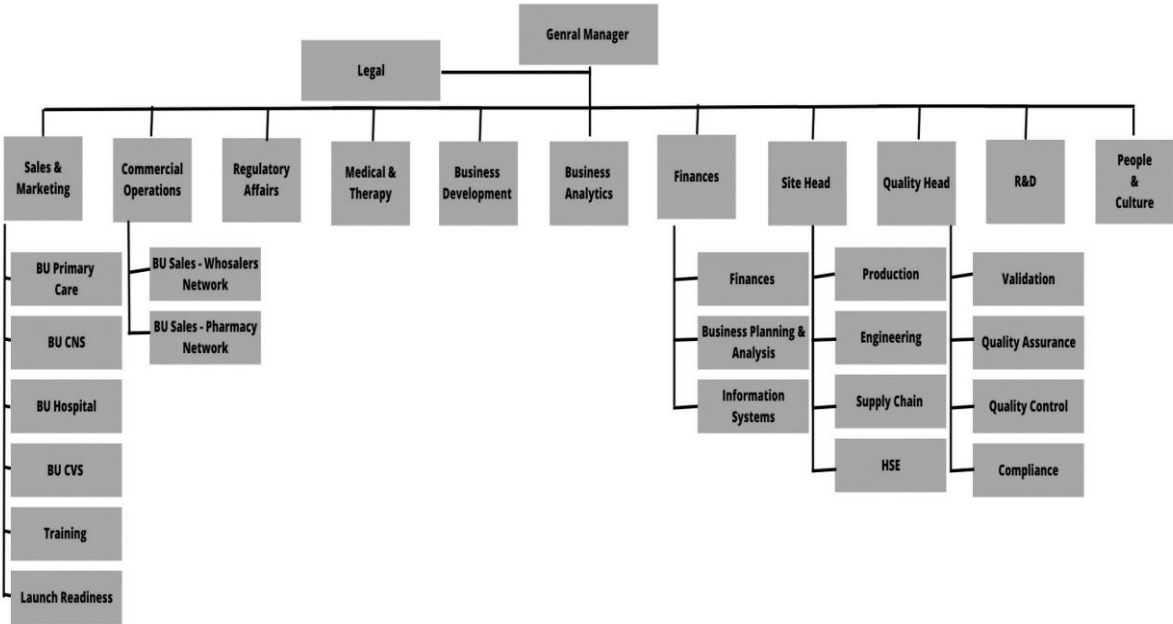 Genral Manager
Legal
Sales &
Marketing
Commercial
Operations
Regulatory
Affairs
Medical &
Therapy
Business
Development
Business
Analytics
Finances
Site Head
Quality Head
R&D
People
&
Culture
BU Primary
Care
BU CNS
BU Hospital
BU CVS
Training
Launch Readiness
BU Sales - Whosalers
Network
BU Sales - Pharmacy
Network
Finances
Business Planning &
Analysis
Information
Systems
Production
Engineering
Supply Chain
HSE
Validation
Quality Assurance
Quality Control
Compliance